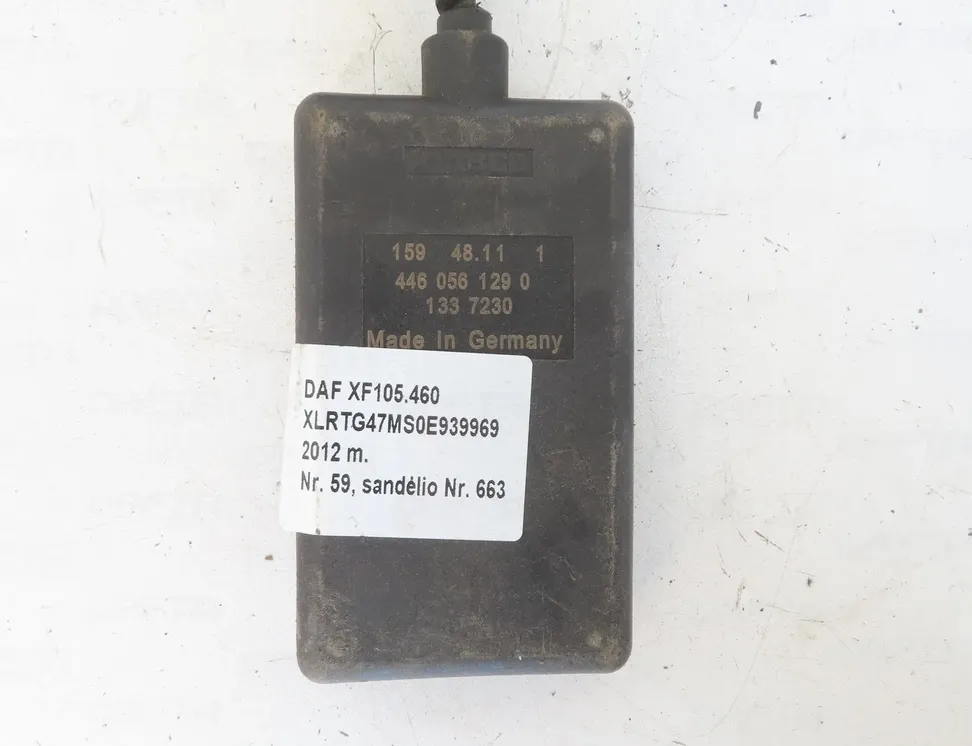 159 48.11 1
446 056 129 0
133 7230
Made in Germany
DAF XF105.460
XLRTG47MS0E939969
2012 m.
Nr. 59, sandėlio Nr. 663